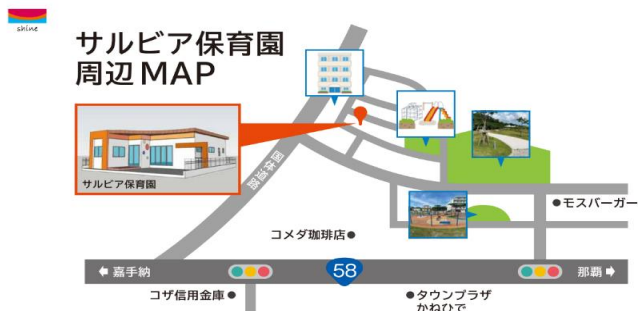 shine
サルビア保育園
周辺MAP
サルビア保育園
国体道路
●モスバーガー
コメダ珈琲店●
嘉手納
58
那覇
コザ信用金庫●
●タウンプラザ
かねひで